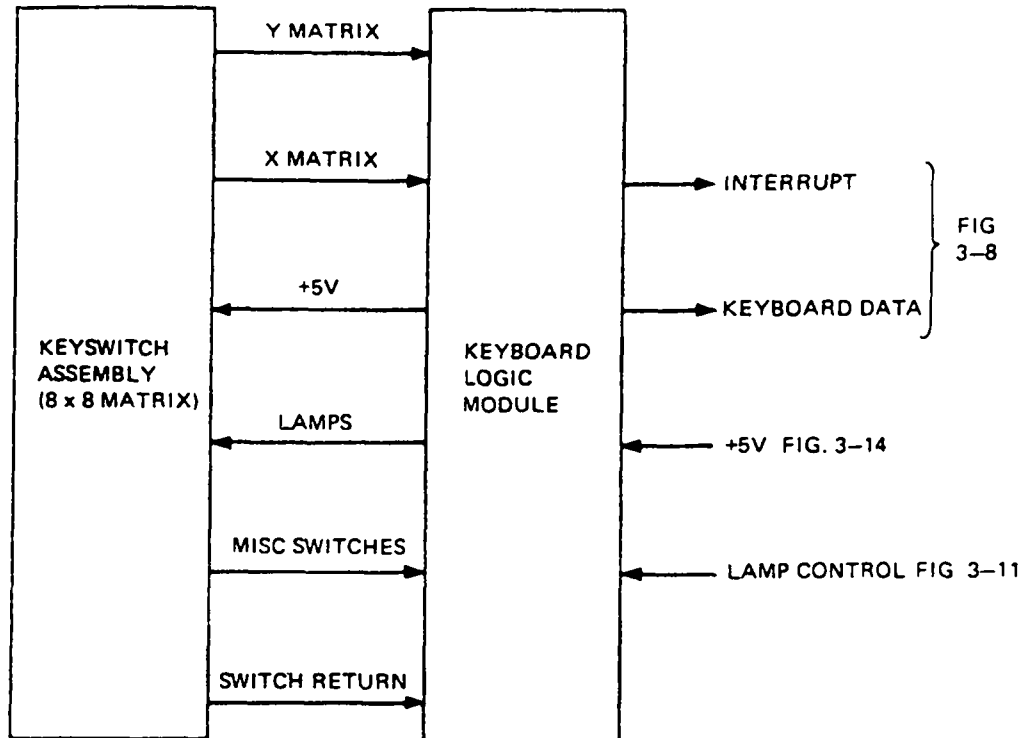 Y MATRIX
X MATRIX
INTERRUPT
FIG
3–8
+5V
KEYBOARD DATA
KEYSWITCH
ASSEMBLY
(8 x 8 MATRIX)
KEYBOARD
LOGIC
MODULE
LAMPS
+5V FIG. 3–14
MISC SWITCHES
LAMP CONTROL FIG 3–11
SWITCH RETURN